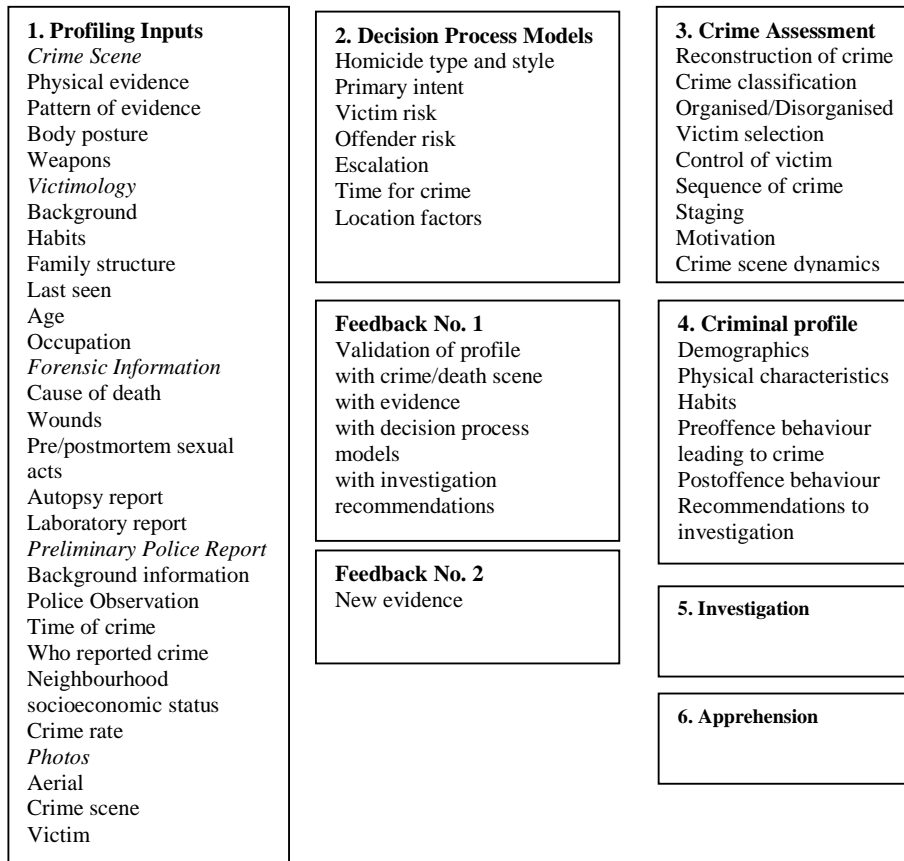 1. Profiling Inputs
Crime Scene
Physical evidence
Pattern of evidence
Body posture
Weapons
Victimology
Background
Habits
Family structure
Last seen
Age
Occupation
Forensic Information
Cause of death
Wounds
Pre/postmortem sexual
acts
Autopsy report
Laboratory report
Preliminary Police Report
Background information
Police Observation
Time of crime
Who reported crime
Neighbourhood
socioeconomic status
Crime rate
Photos
Aerial
Crime scene
Victim
2. Decision Process Models
Homicide type and style
Primary intent
Victim risk
Offender risk
Escalation
Time for crime
Location factors
3. Crime Assessment
Reconstruction of crime
Crime classification
Organised/Disorganised
Victim selection
Control of victim
Sequence of crime
Staging
Motivation
Crime scene dynamics
Feedback No. 1
Validation of profile
with crime/death scene
with evidence
with decision process
models
with investigation
recommendations
4. Criminal profile
Demographics
Physical characteristics
Habits
Preoffence behaviour
leading to crime
Postoffence behaviour
Recommendations to
investigation
Feedback No. 2
New evidence
5. Investigation
6. Apprehension